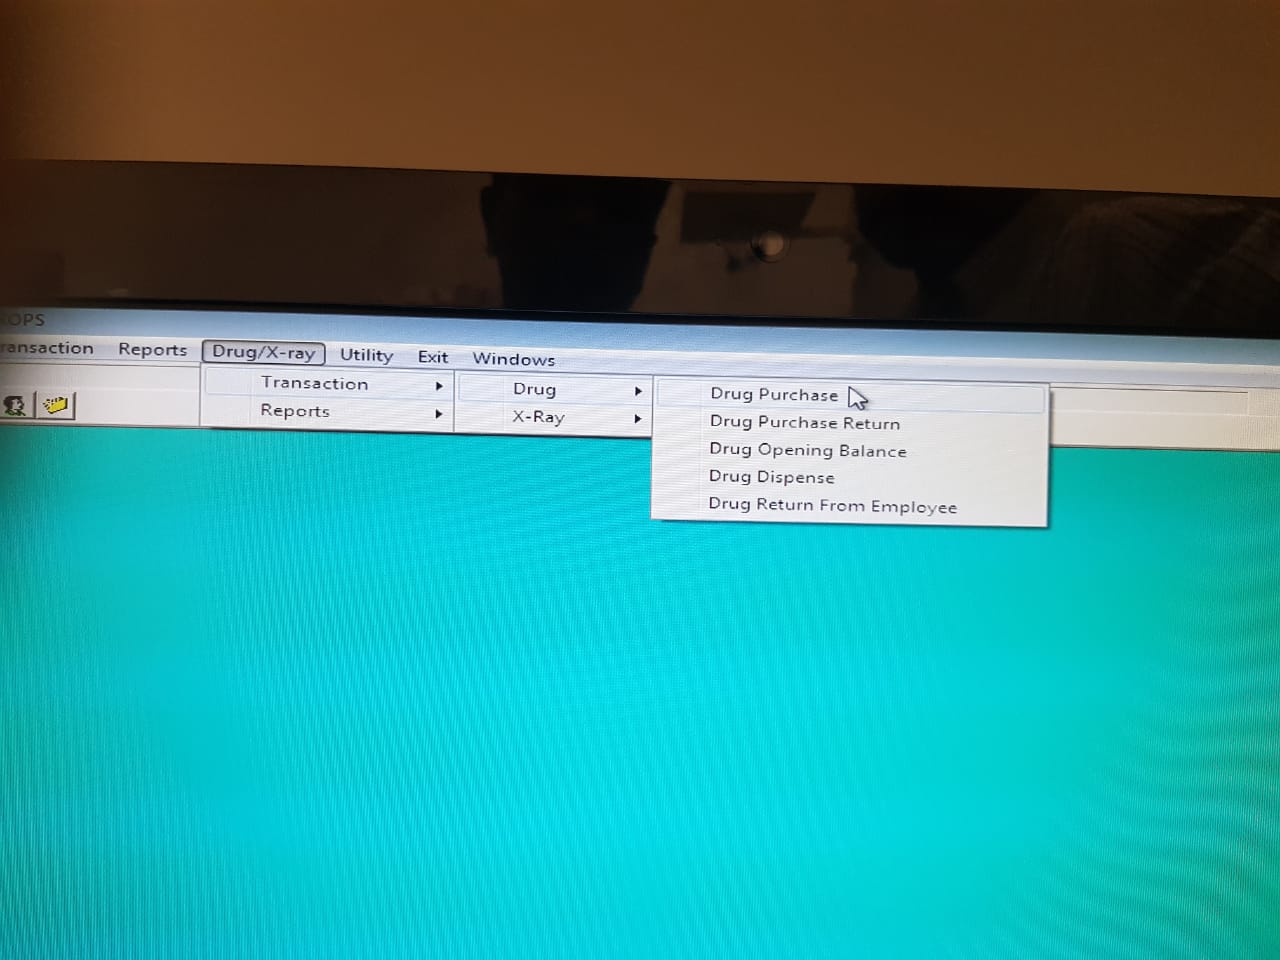 OPS
ransaction Reports Drug/X-ray Utility Exit Windows
Transaction Drug Drug Purchase
Reports X-Ray Drug Purchase Return
Drug Opening Balance
Drug Dispense
Drug Return From Employee